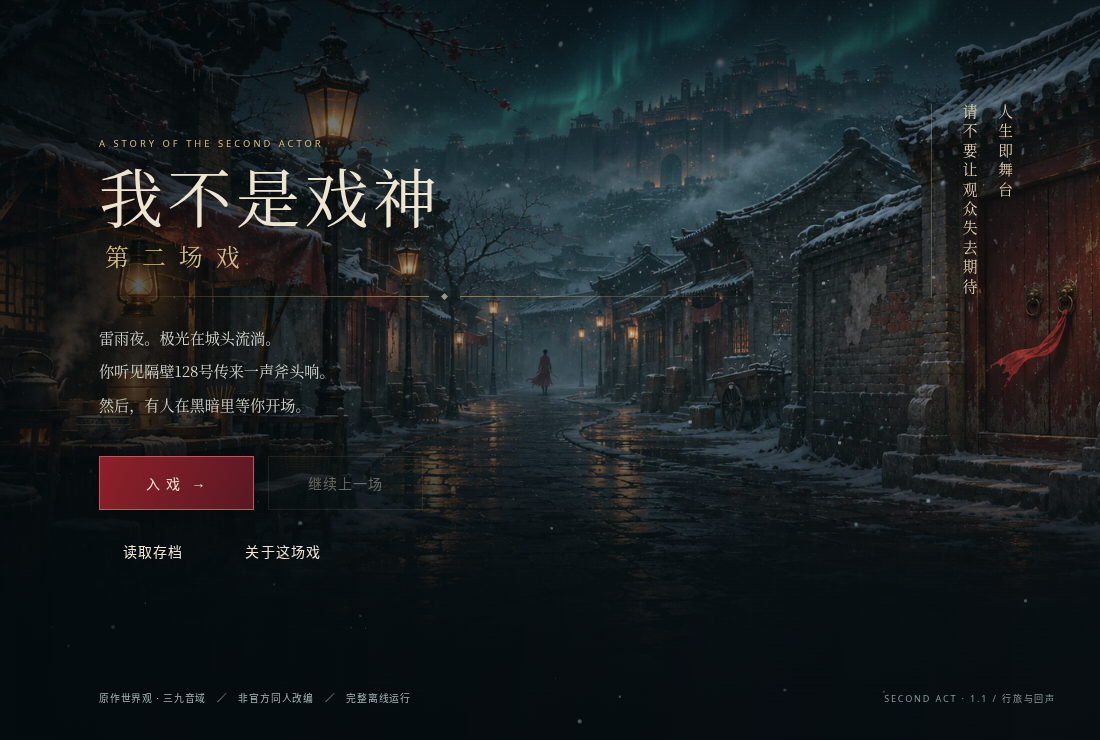 A STORY OF THE SECOND ACTOR
我不是戏神
第二场戏
人生即舞台
请不要让观众失去期待
雷雨夜。极光在城头流淌。
你听见隔壁128号传来一声斧头响。
然后，有人在黑暗里等你开场。
入戏 →
继续上一场
读取存档
关于这场戏
原作世界观 · 三九音域 ／ 非官方同人改编 ／ 完整离线运行
SECOND ACT · 1.1 / 行旅与回声